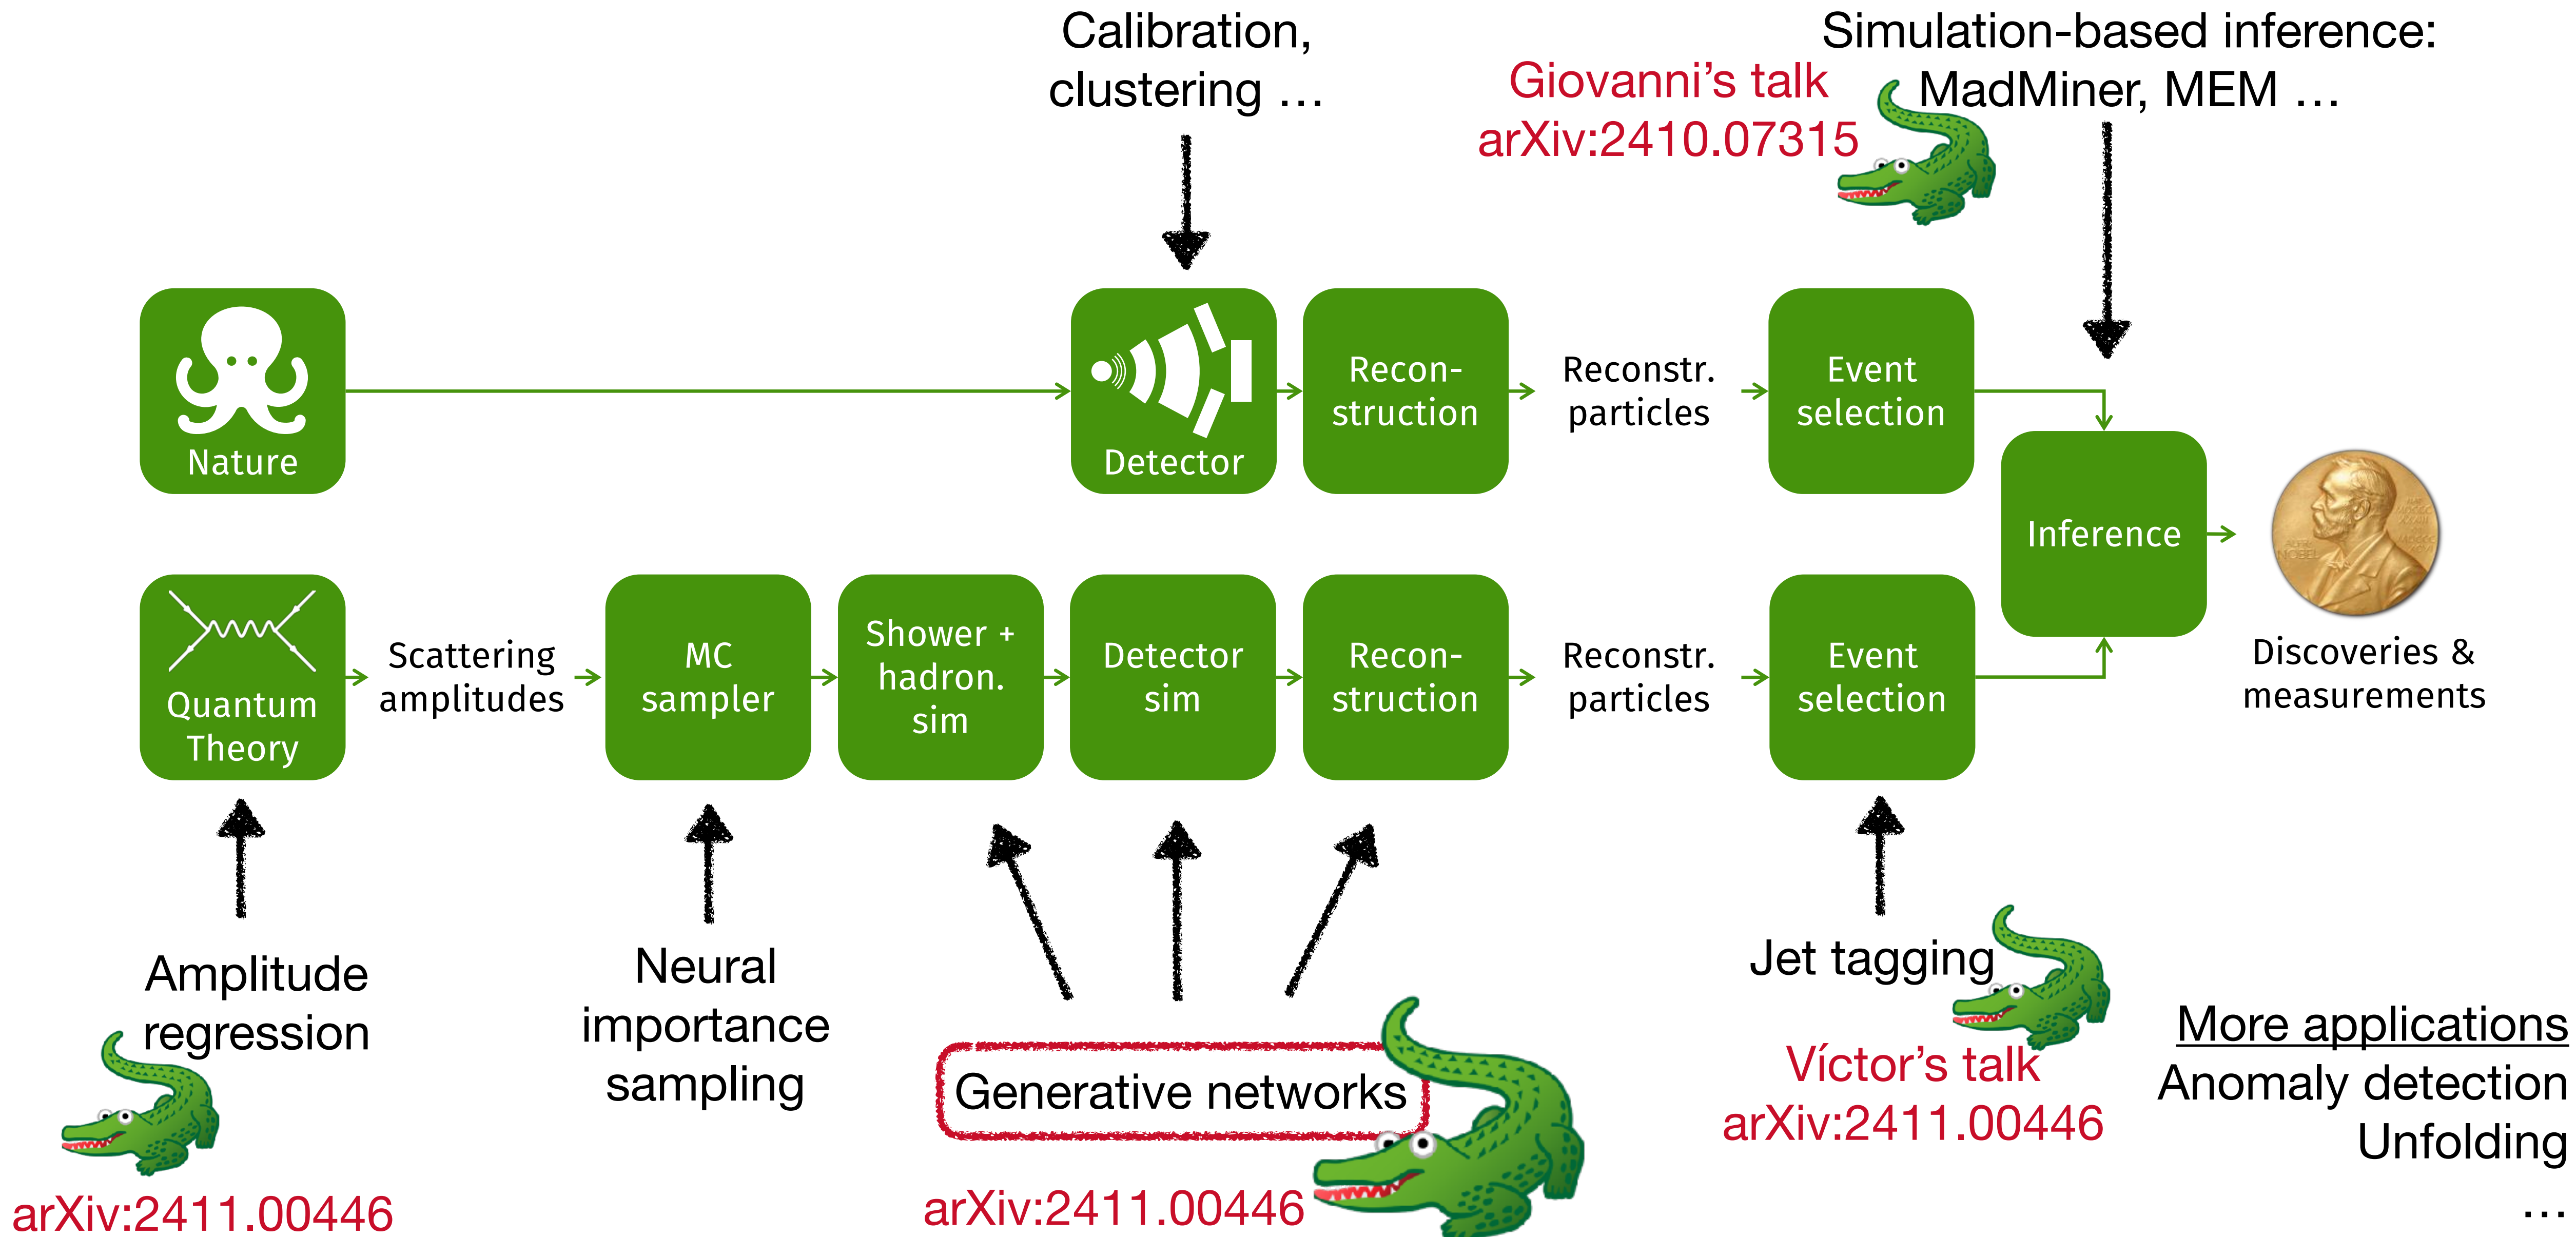 Calibration,
clustering …
Giovanni’s talk
arXiv:2410.07315
Simulation-based inference:
MadMiner, MEM …
Nature
Detector
Recon-
struction
Reconstr.
particles
Event
selection
Inference
Discoveries &
measurements
Quantum
Theory
Scattering
amplitudes
MC
sampler
Shower +
hadron.
sim
Detector
sim
Recon-
struction
Reconstr.
particles
Event
selection
Amplitude
regression
arXiv:2411.00446
Neural
importance
sampling
Generative networks
arXiv:2411.00446
Jet tagging
Víctor’s talk
arXiv:2411.00446
More applications
Anomaly detection
Unfolding
…